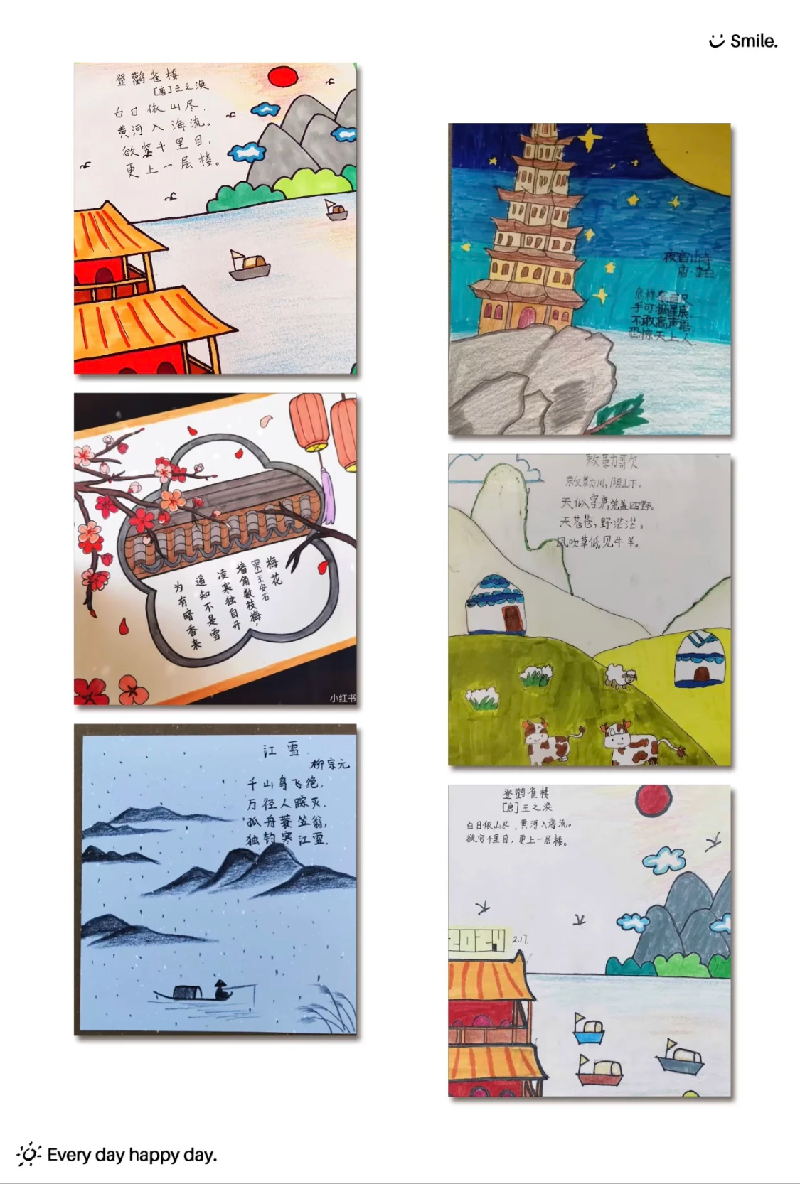 Smile.
登鹳雀楼
[唐]王之涣
白日依山尽,
黄河入海流。
欲穷千里目,
更上一层楼。
梅花
[宋]王安石
墙角数枝梅,
凌寒独自开
遥知不是雪
为有暗香来
小红书
江雪
柳宗元
千山鸟飞绝,
万径人踪灭,
孤舟蓑笠翁,
独钓寒江雪.
夜宿山寺
唐·李白
手可摘星辰
不敢高声语
恐惊天上人
敕勒歌
敕勒川,阴山下。
天似穹庐,笼盖四野。
天苍苍,野茫茫,
风吹草低见牛羊。
登鹳雀楼
[唐]王之涣
白日依山尽,黄河入海流。
欲穷千里目,更上一层楼。
2.17.
Every day happy day.